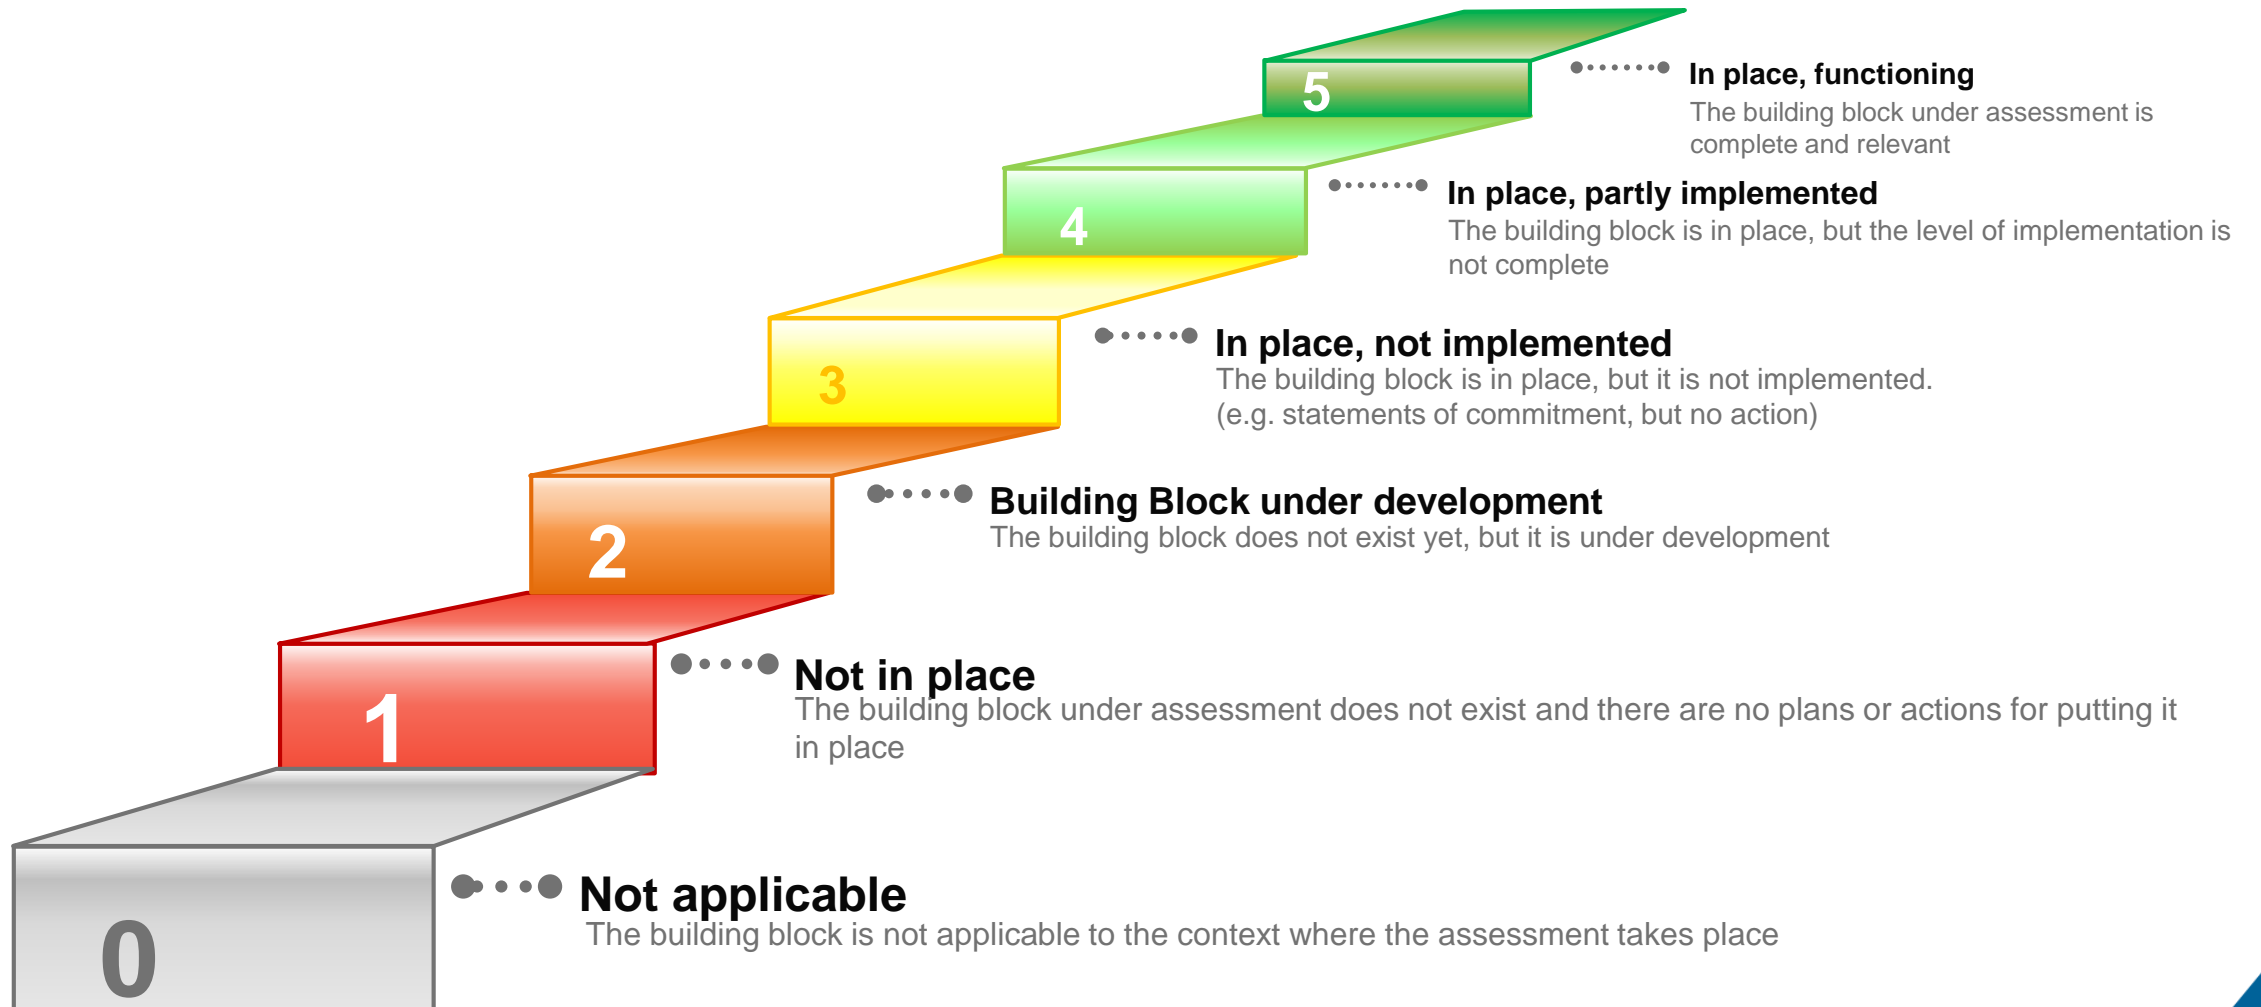 5
In place, functioning
The building block under assessment is
complete and relevant
4
In place, partly implemented
The building block is in place, but the level of implementation is
not complete
3
In place, not implemented
The building block is in place, but it is not implemented.
(e.g. statements of commitment, but no action)
2
Building Block under development
The building block does not exist yet, but it is under development
1
Not in place
The building block under assessment does not exist and there are no plans or actions for putting it
in place
0
Not applicable
The building block is not applicable to the context where the assessment takes place